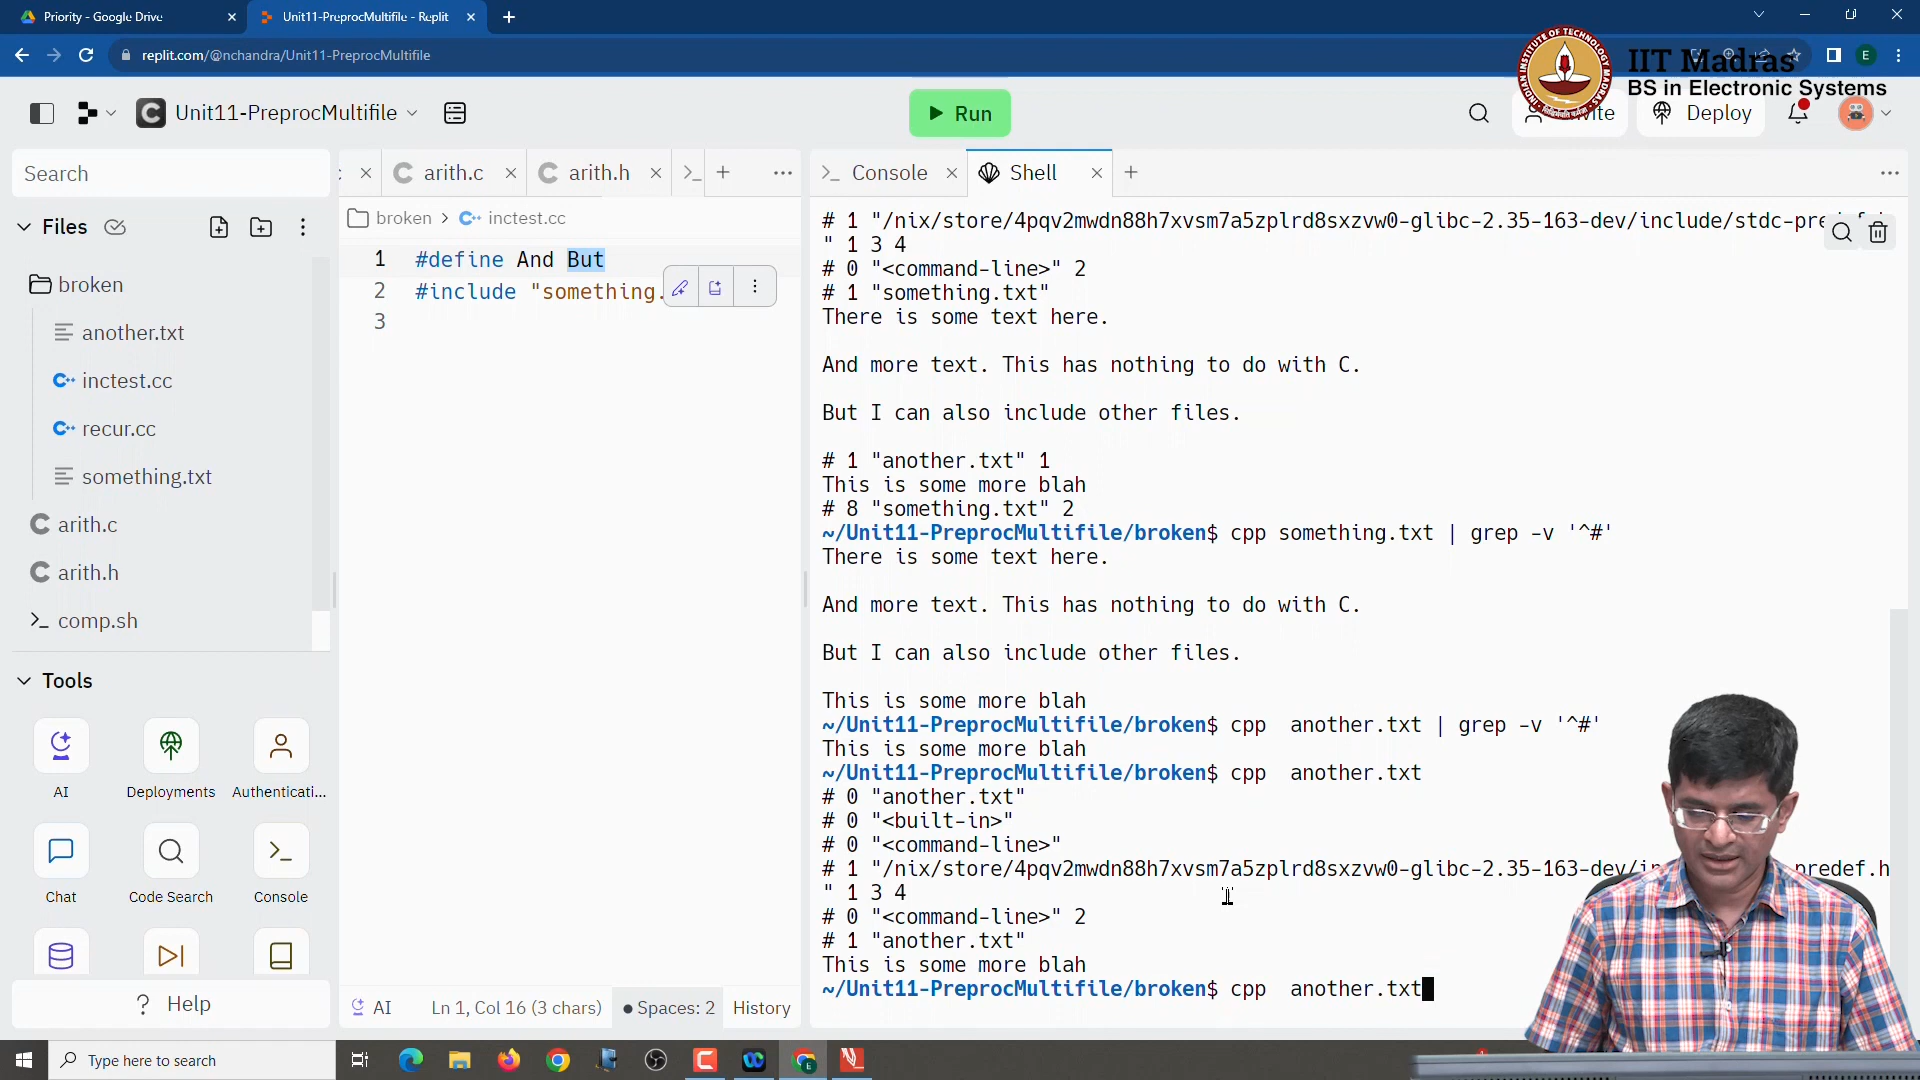 Priority - Google Drive
Unit11-PreprocMultifile - Replit
replit.com/@nchandra/Unit11-PreprocMultifile
IIT Madras
BS in Electronic Systems
Unit11-PreprocMultifile
Run
Deploy
Search
arith.c
arith.h
Console
Shell
Files
broken
another.txt
inctest.cc
recur.cc
something.txt
arith.c
arith.h
comp.sh
Tools
AI
Deployments
Authenticati...
Chat
Code Search
Console
? Help
broken > inctest.cc
1 #define And But
2 #include "something.
3
AI
Ln 1, Col 16 (3 chars)
Spaces: 2
History
# 1 "/nix/store/4pqv2mwdn88h7xvsm7a5zplrd8sxzvw0-glibc-2.35-163-dev/include/stdc-predef.h
" 1 3 4
# 0 "<command-line>" 2
# 1 "something.txt"
There is some text here.
And more text. This has nothing to do with C.
But I can also include other files.
# 1 "another.txt" 1
This is some more blah
# 8 "something.txt" 2
~/Unit11-PreprocMultifile/broken$ cpp something.txt | grep -v '^#'
There is some text here.
And more text. This has nothing to do with C.
But I can also include other files.
This is some more blah
~/Unit11-PreprocMultifile/broken$ cpp  another.txt | grep -v '^#'
This is some more blah
~/Unit11-PreprocMultifile/broken$ cpp  another.txt
# 0 "another.txt"
# 0 "<built-in>"
# 0 "<command-line>"
# 1 "/nix/store/4pqv2mwdn88h7xvsm7a5zplrd8sxzvw0-glibc-2.35-163-dev/in predef.h
" 1 3 4
# 0 "<command-line>" 2
# 1 "another.txt"
This is some more blah
~/Unit11-PreprocMultifile/broken$ cpp  another.txt
Type here to search